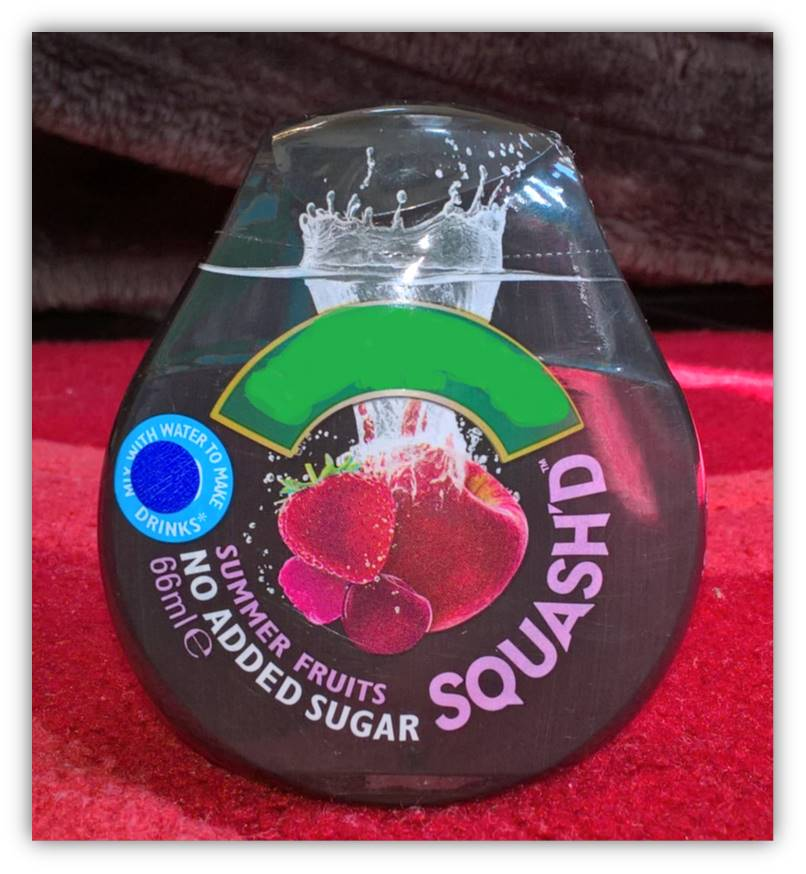 MIX WITH WATER TO MAKE
DRINKS*
SQUASH'D™
SUMMER FRUITS
NO ADDED SUGAR
66ml ℮